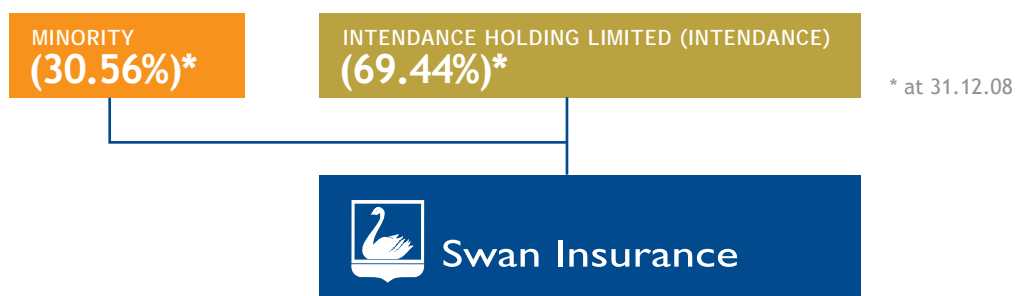 MINORITY
(30.56%)*
INTENDANCE HOLDING LIMITED (INTENDANCE)
(69.44%)*
* at 31.12.08
Swan Insurance